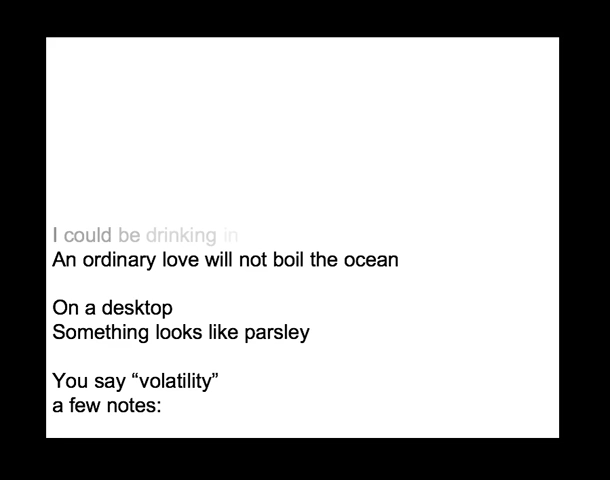 I could be drinking in
An ordinary love will not boil the ocean
On a desktop
Something looks like parsley
You say “volatility”
a few notes: